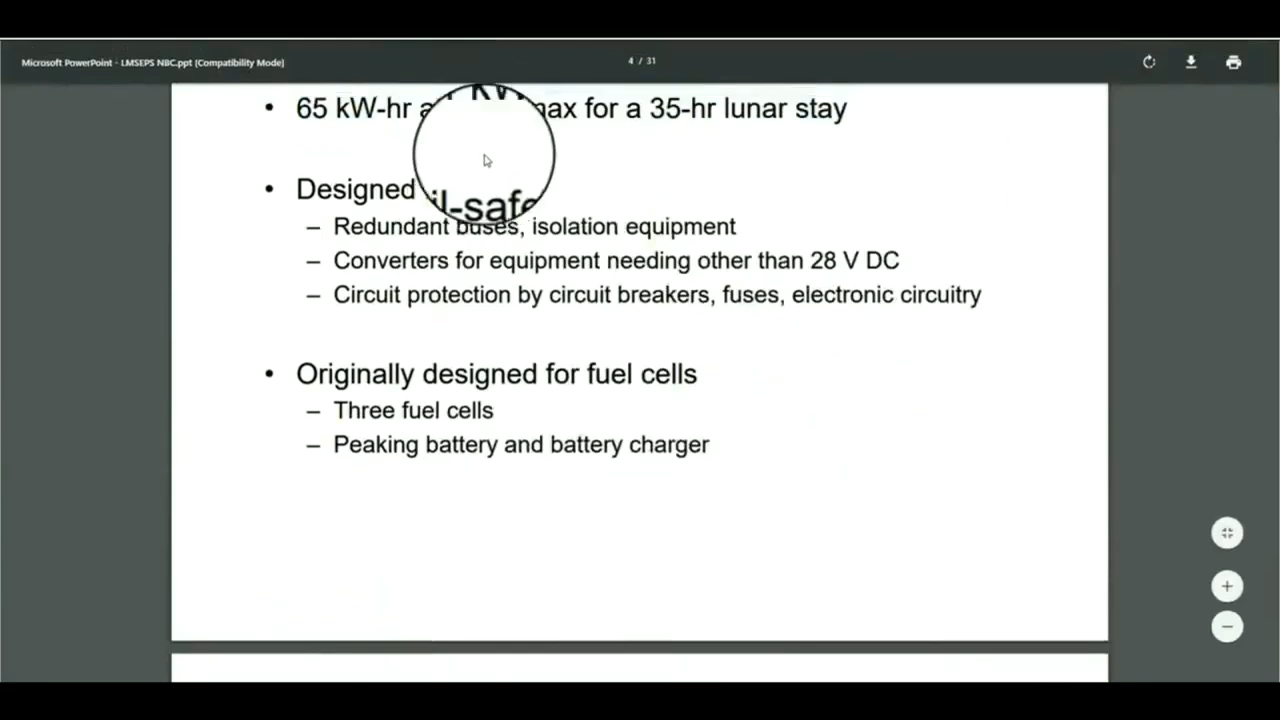 Microsoft PowerPoint - LMSEPS NBC.ppt [Compatibility Mode]
4 / 31
• 65 kW-hr for a 35-hr lunar stay
• Designed
– Redundant buses, isolation equipment
– Converters for equipment needing other than 28 V DC
– Circuit protection by circuit breakers, fuses, electronic circuitry
• Originally designed for fuel cells
– Three fuel cells
– Peaking battery and battery charger